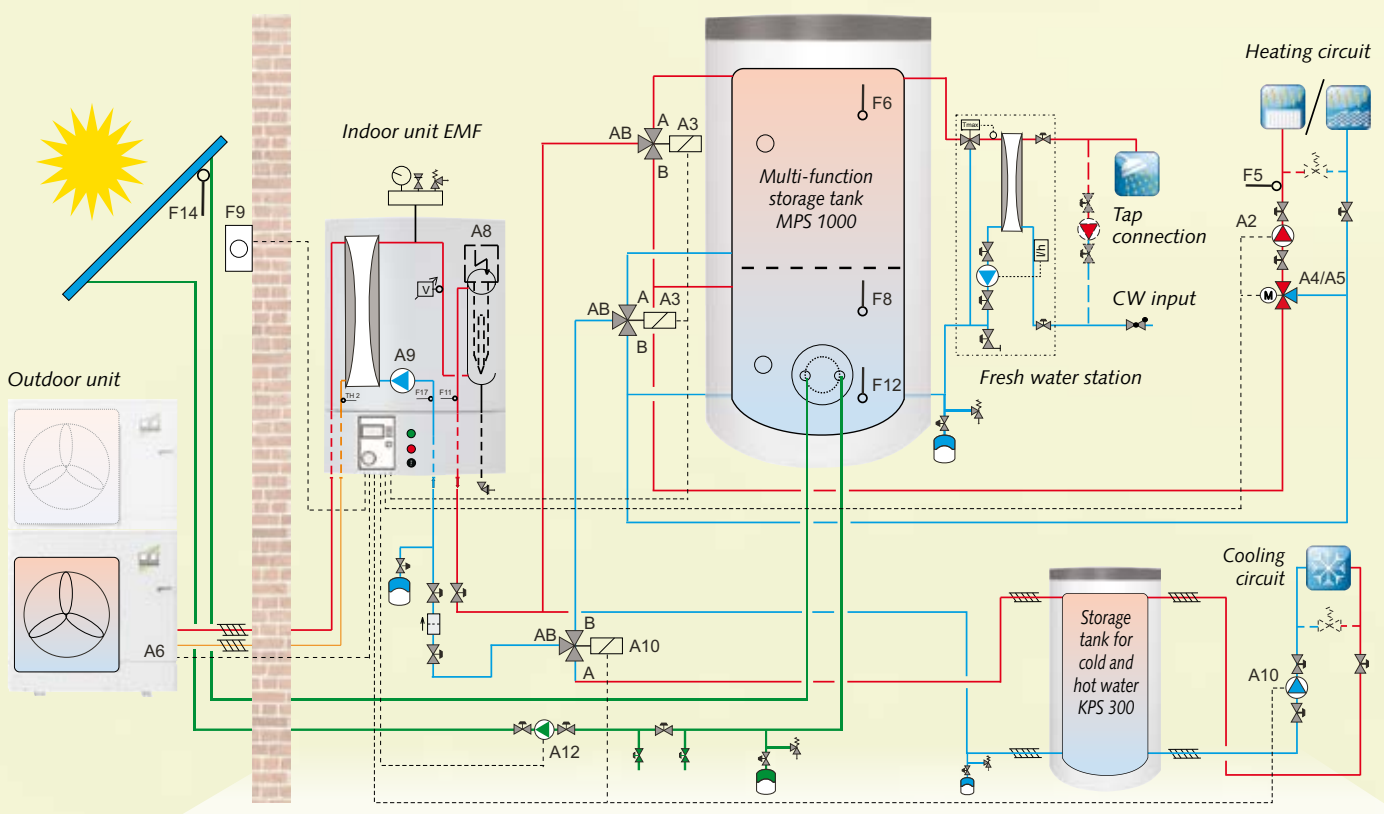 Heating circuit
Indoor unit EMF
A
AB
A3
B
F6
Multi-function
storage tank
MPS 1000
Tmax
Tap
connection
F5
A2
F14
F9
A8
V
l/h
A4/A5
M
CW input
A
AB
A3
B
F8
A9
F12
Fresh water station
Outdoor unit
TH 2
F17
F11
Cooling
circuit
A6
B
AB
A10
A
Storage
tank for
cold and
hot water
KPS 300
A10
A12